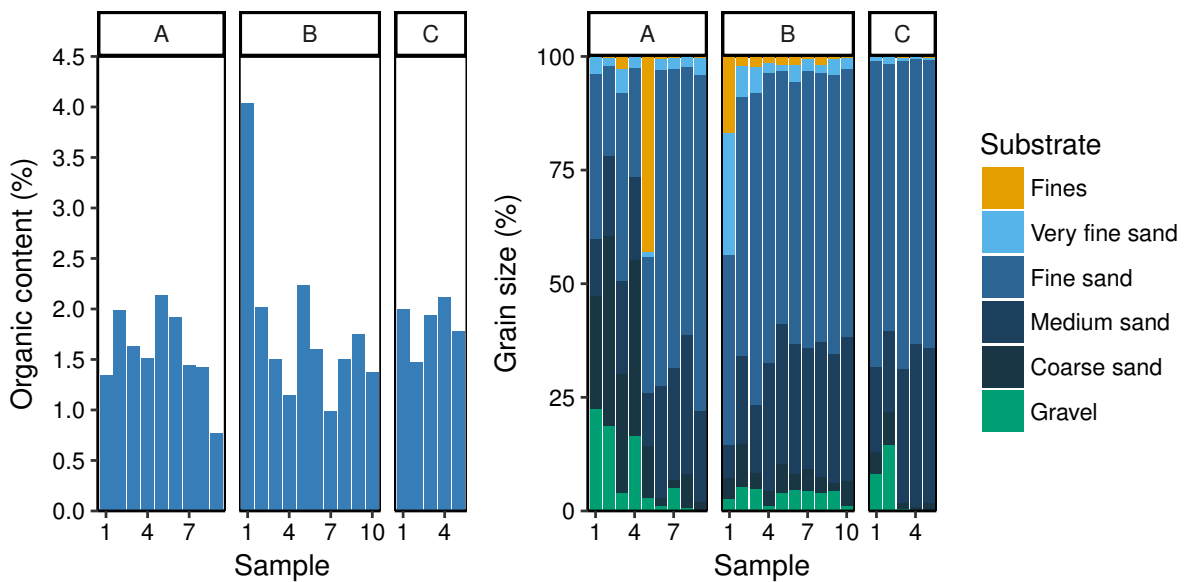 A B C
Organic content (%)
4.5
4.0
3.5
3.0
2.5
2.0
1.5
1.0
0.5
0.0
1 4 7 1 4 7 10 1 4
Sample
A B C
Grain size (%)
100
75
50
25
0
1 4 7 1 4 7 10 1 4
Sample
Substrate
Fines
Very fine sand
Fine sand
Medium sand
Coarse sand
Gravel